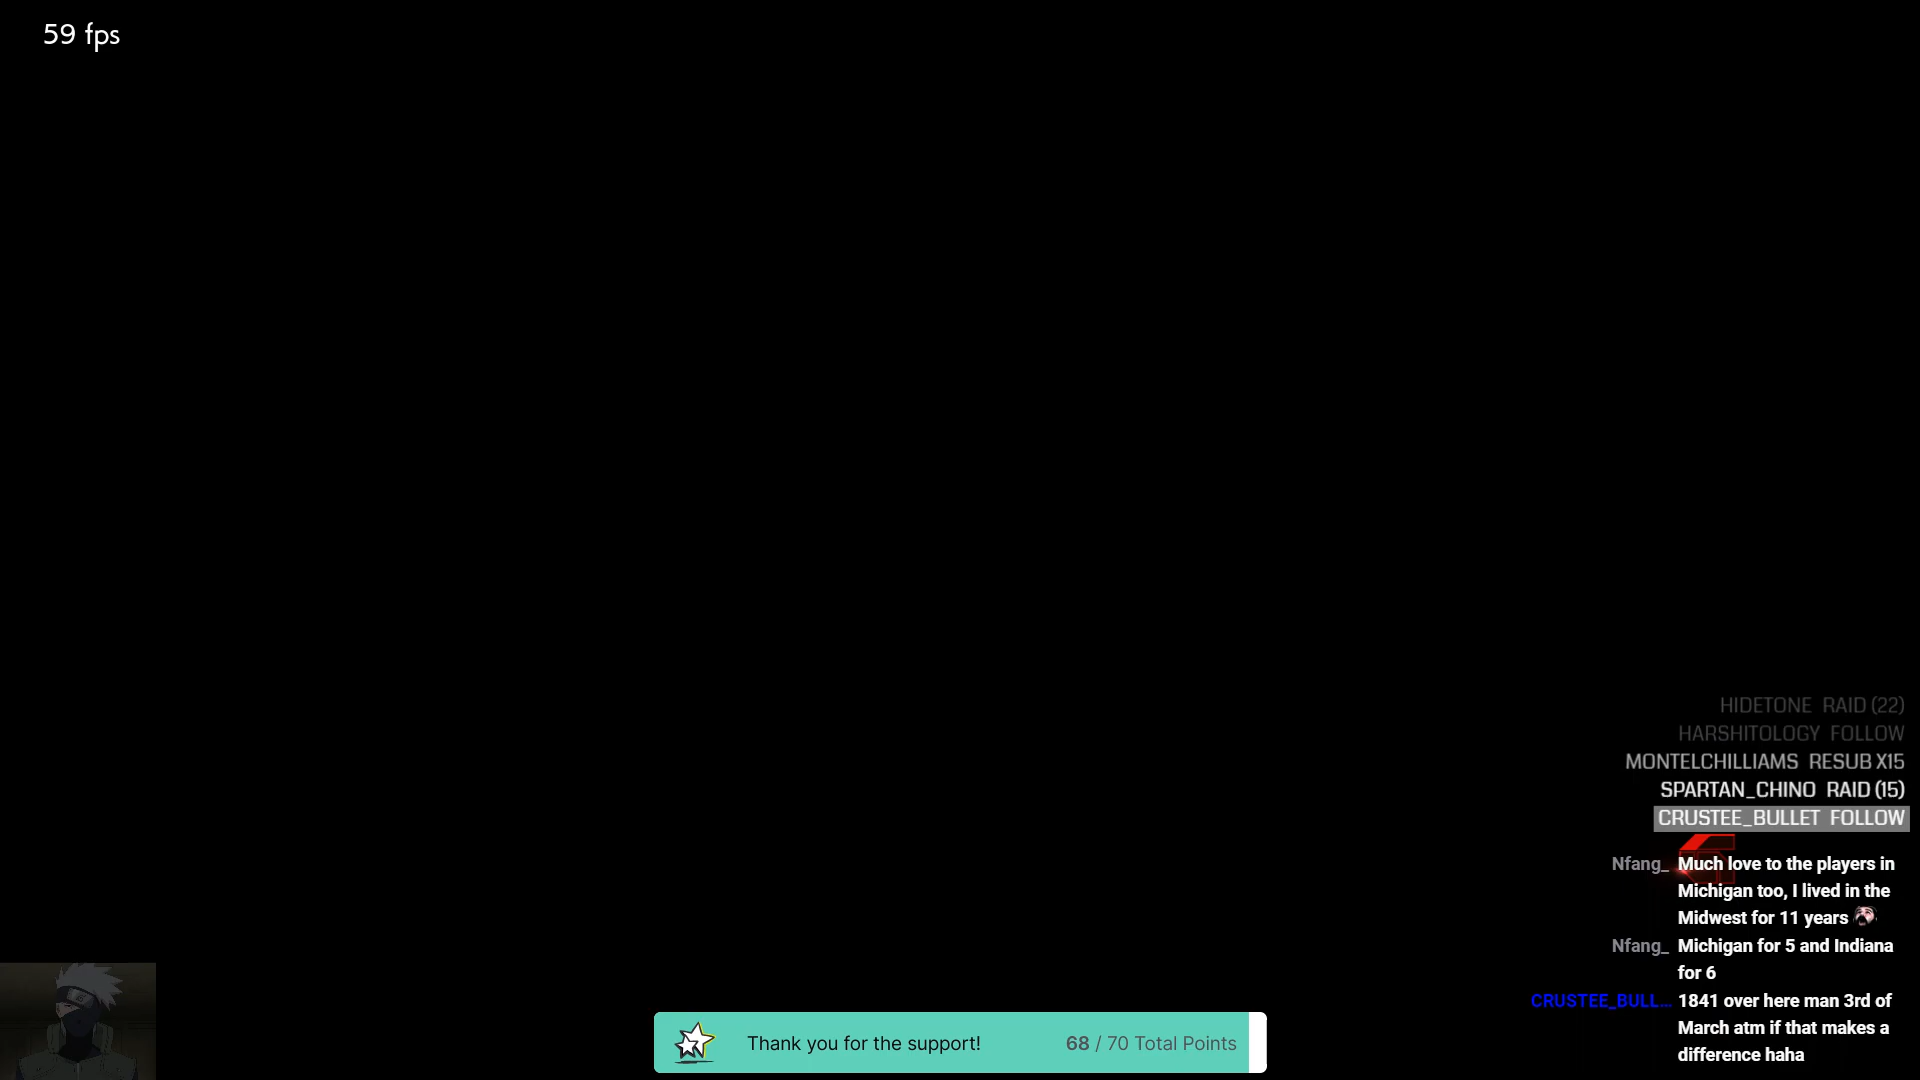 59 fps
HIDETONE RAID (22)
HARSHITOLOGY FOLLOW
MONTELCHILLIAMS RESUB X15
SPARTAN_CHINO RAID (15)
CRUSTEE_BULLET FOLLOW
Nfang_ Much love to the players in
Michigan too, I lived in the
Midwest for 11 years
Nfang_ Michigan for 5 and Indiana
for 6
CRUSTEE_BULL... 1841 over here man 3rd of
March atm if that makes a
difference haha
Thank you for the support! 68 / 70 Total Points